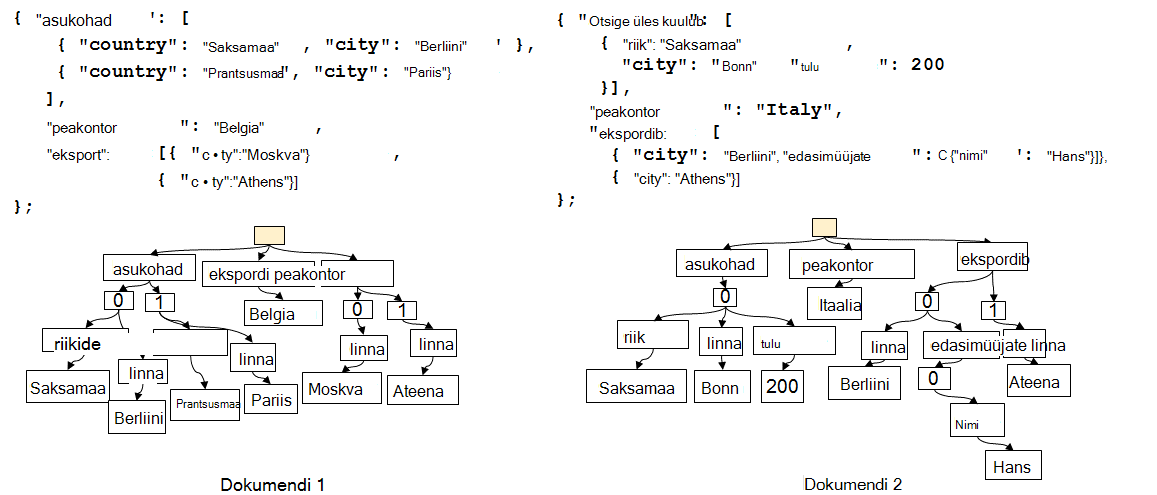 { "asukohad ': [
{ "country": "Saksamaa" , "city": "Berliini" ' },
{ "country": "Prantsusmaa", "city": "Pariis"}
],
"peakontor ": "Belgia" ,
"eksport": [{ "c•ty":"Moskva"} ,
{ "c•ty":"Athens"}]
};
asukohad
ekspordi peakontor
0 1
Belgia
0 1
riikide
linna
linna
linna
linna
Saksamaa
Berliini
Prantsusmaa
Pariis
Moskva
Ateena
Dokumendi 1
{ "Otsige üles kuulub ": [
{ "riik": "Saksamaa" ,
"city": "Bonn" "tulu ": 200
}],
"peakontor ": "Italy",
"ekspordib: [
{ "city": "Berliini", "edasimüüjate ": C {"nimi" ': "Hans"}]},
{ "city": "Athens"}]
};
asukohad
peakontor
ekspordib
0
Itaalia
0
1
riik
linna
tulu
linna
edasimüüjate linna
Saksamaa
Bonn
200
Berliini
0
Ateena
Nimi
Hans
Dokumendi 2